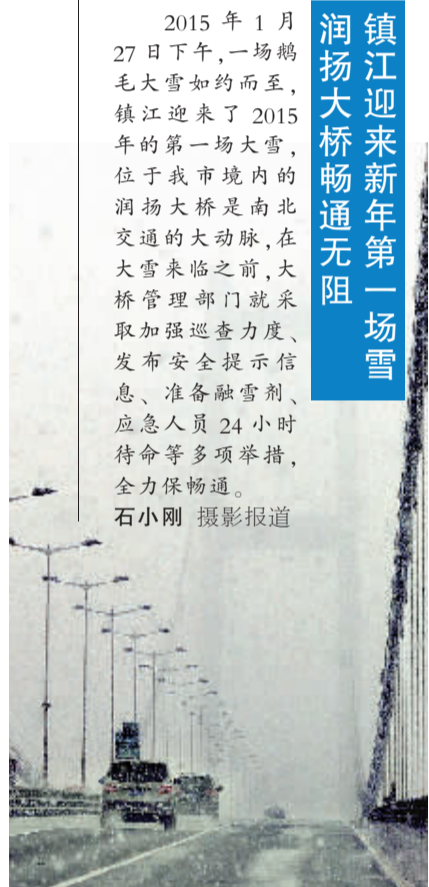 镇江迎来新年第一场雪
润扬大桥畅通无阻
2015 年 1 月
27 日下午，一场鹅
毛大雪如约而至，
镇江迎来了 2015
年的第一场大雪，
位于我市境内的
润扬大桥是南北
交通的大动脉，在
大雪来临之前，大
桥管理部门就采
取加强巡查力度、
发布安全提示信
息、准备融雪剂、
应急人员 24 小时
待命等多项举措，
全力保畅通。
石小刚 摄影报道